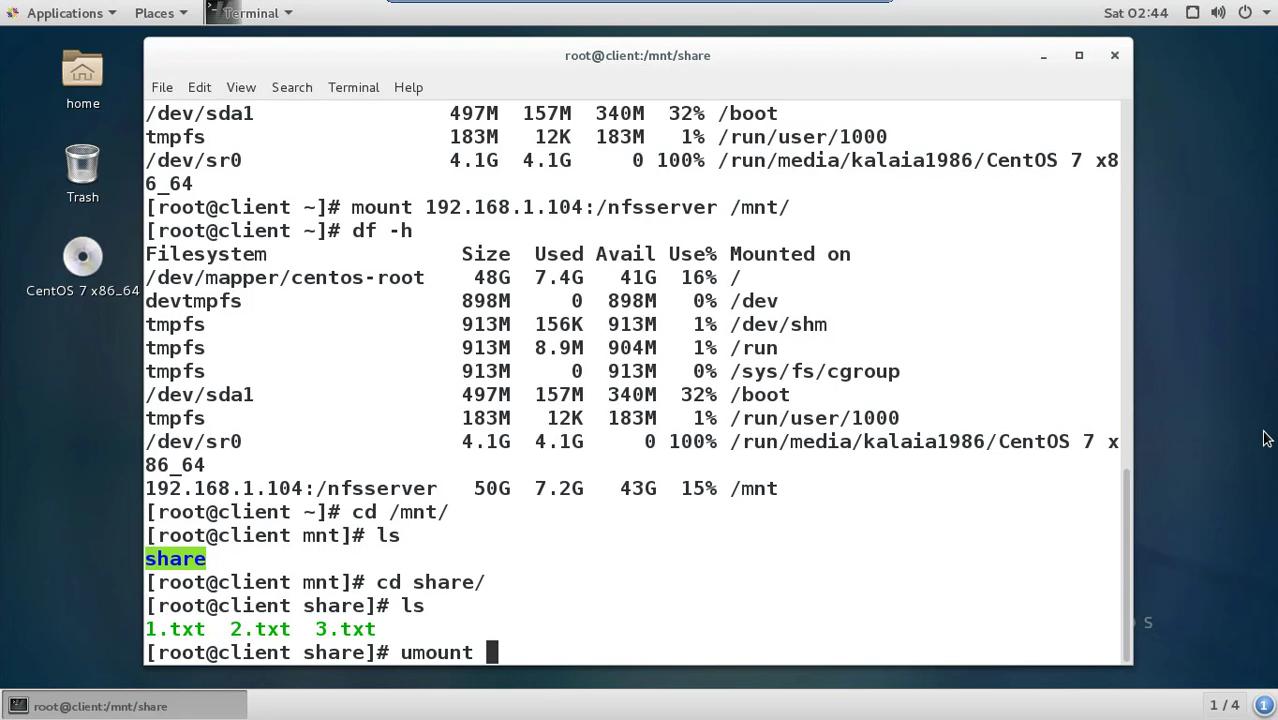 Applications Places Terminal Sat 02:44
root@client:/mnt/share
File Edit View Search Terminal Help
home
Trash
CentOS 7 x86_64
/dev/sda1 497M 157M 340M 32% /boot
tmpfs 183M 12K 183M 1% /run/user/1000
/dev/sr0 4.1G 4.1G 0 100% /run/media/kalaia1986/CentOS 7 x8
6_64
[root@client ~]# mount 192.168.1.104:/nfsserver /mnt/
[root@client ~]# df -h
Filesystem Size Used Avail Use% Mounted on
/dev/mapper/centos-root 48G 7.4G 41G 16% /
devtmpfs 898M 0 898M 0% /dev
tmpfs 913M 156K 913M 1% /dev/shm
tmpfs 913M 8.9M 904M 1% /run
tmpfs 913M 0 913M 0% /sys/fs/cgroup
/dev/sda1 497M 157M 340M 32% /boot
tmpfs 183M 12K 183M 1% /run/user/1000
/dev/sr0 4.1G 4.1G 0 100% /run/media/kalaia1986/CentOS 7 x
86_64
192.168.1.104:/nfsserver 50G 7.2G 43G 15% /mnt
[root@client ~]# cd /mnt/
[root@client mnt]# ls
share
[root@client mnt]# cd share/
[root@client share]# ls
1.txt 2.txt 3.txt
[root@client share]# umount
root@client:/mnt/share 1 / 4 1